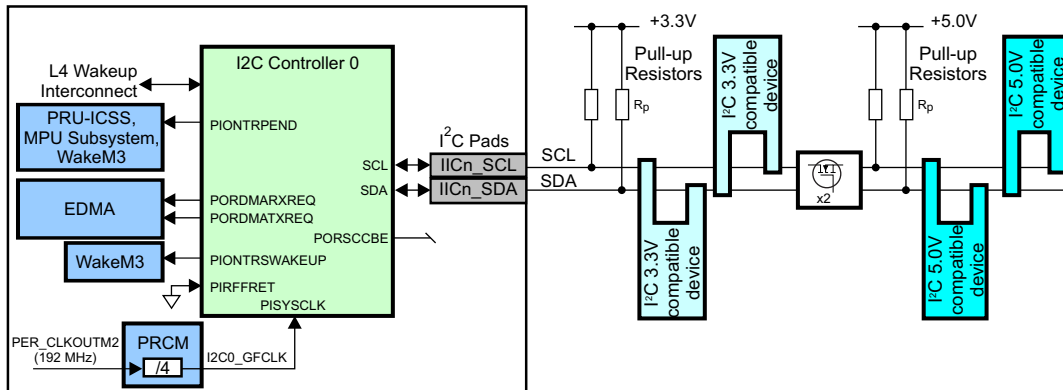 I2C Controller 0
L4 Wakeup
Interconnect
PRU-ICSS,
MPU Subsystem,
WakeM3
PIONTRPEND
EDMA
PORDMARXREQ
PORDMATXREQ
WakeM3
PIONTRSWAKEUP
PIRFFRET
PISYSCLK
PORSCCBE
SCL
SDA
I²C Pads
IICn_SCL
IICn_SDA
PER_CLKOUTM2
(192 MHz)
PRCM
/4
I2C0_GFCLK
SCL
SDA
+3.3V
Pull-up
Resistors
Rp
I²C 3.3V
compatible
device
I²C 3.3V
compatible
device
x2
+5.0V
Pull-up
Resistors
Rp
I²C 5.0V
compatible
device
I²C 5.0V
compatible
device